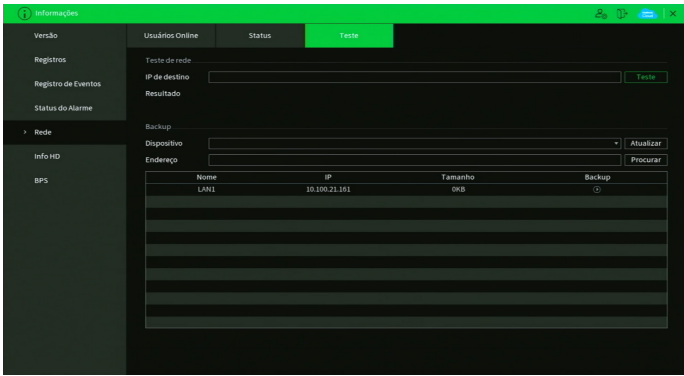 Informações
Versão
Registros
Registro de Eventos
Status do Alarme
Rede
Info HD
BPS
Usuários Online
Status
Teste
Teste de rede
IP de destino
Teste
Resultado
Backup
Dispositivo
Atualizar
Endereço
Procurar
Nome IP Tamanho Backup
LAN1 10.100.21.161 0KB